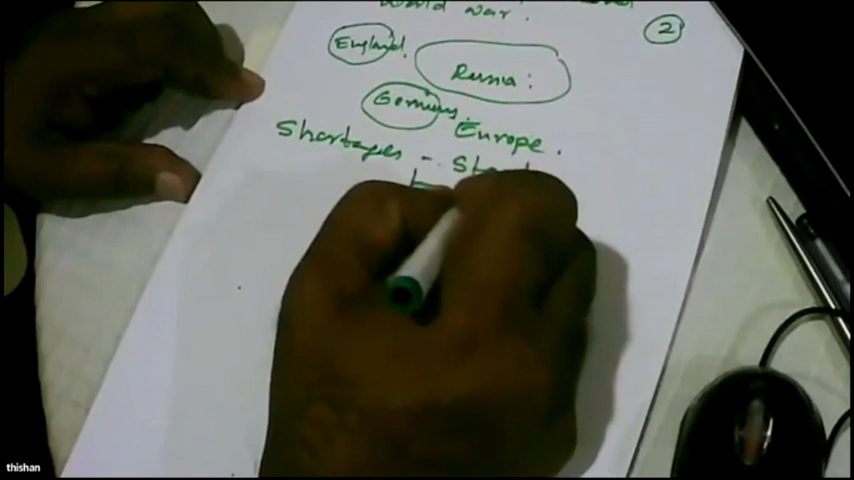 World War.
2
England.
Russia:
Germany.
Europe.
Shortages -
thishan